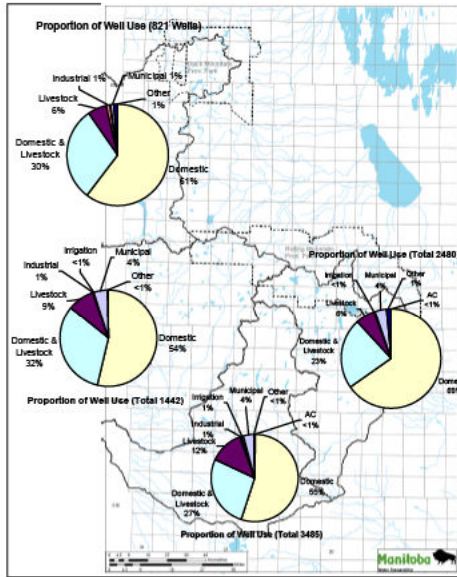 Proportion of Well Use (821 Wells)
Industrial 1%
Municipal 1%
Livestock
6%
Other
1%
Domestic &
Livestock
30%
Domestic
61%
Proportion of Well Use (Total 2480
Irrigation
<1%
Municipal
4%
Industrial
1%
Other
<1%
Livestock
9%
Domestic
54%
Domestic &
Livestock
32%
Irrigation
<1%
Municipal
4%
Other
1%
AC
<1%
Livestock
6%
Domestic &
Livestock
23%
Domes
Proportion of Well Use (Total 1442)
Irrigation
1%
Municipal
4%
Other
<1%
AC
<1%
Industrial
1%
Livestock
12%
Domestic
55%
Domestic &
Livestock
27%
Proportion of Well Use (Total 3485)
Manitoba